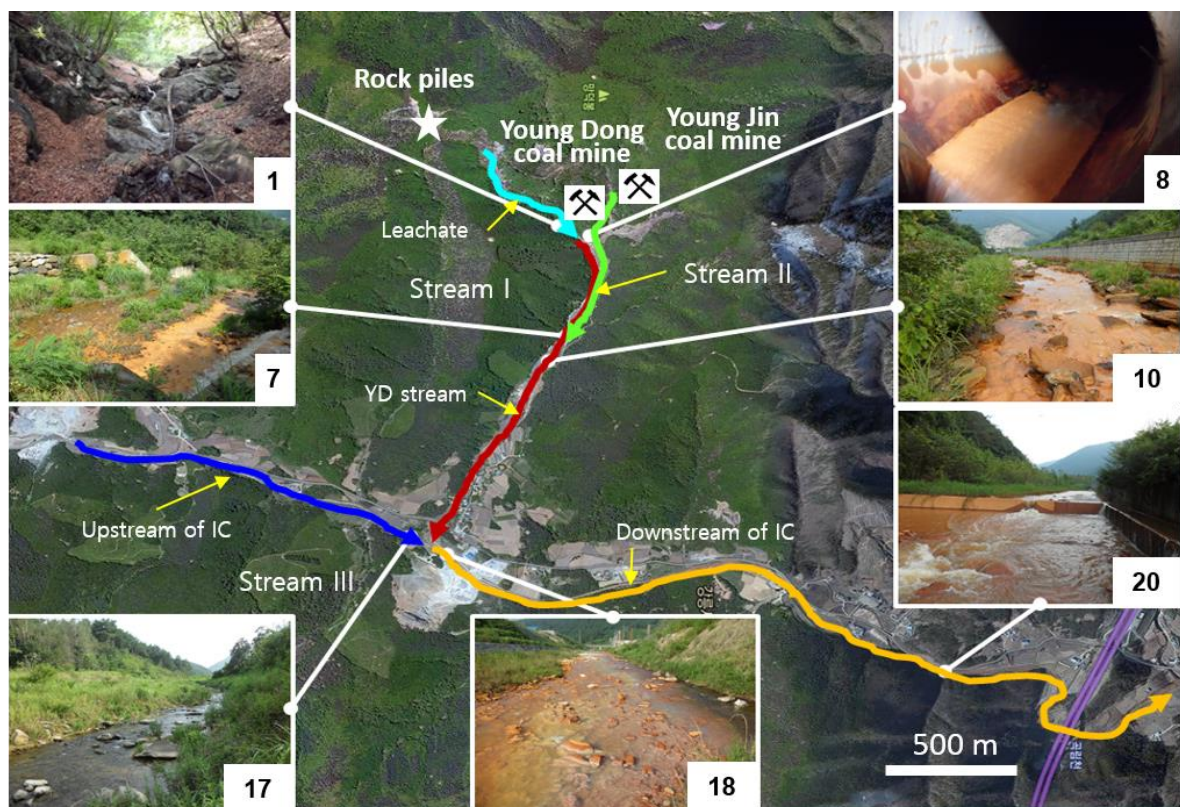 Rock piles
Young Dong
coal mine
Young Jin
coal mine
1
8
Leachate
Stream I
Stream II
7
10
YD stream
Upstream of IC
Downstream of IC
Stream III
20
500 m
17
18